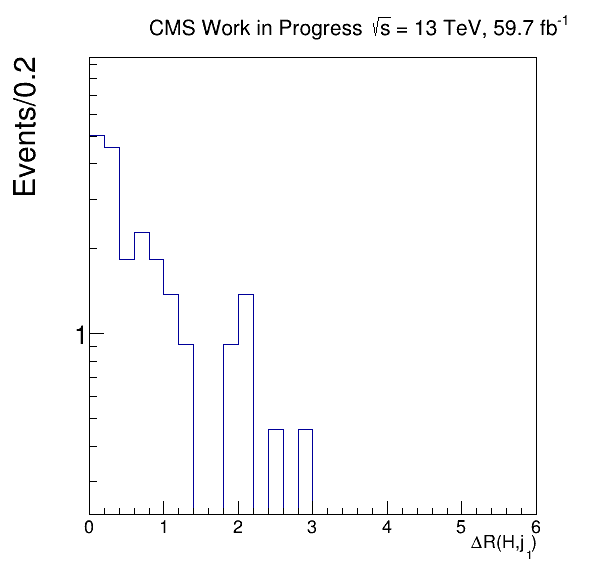 CMS Work in Progress √s = 13 TeV, 59.7 fb⁻¹
Events/0.2
1
0 1 2 3 4 5 6
ΔR(H,j₁)